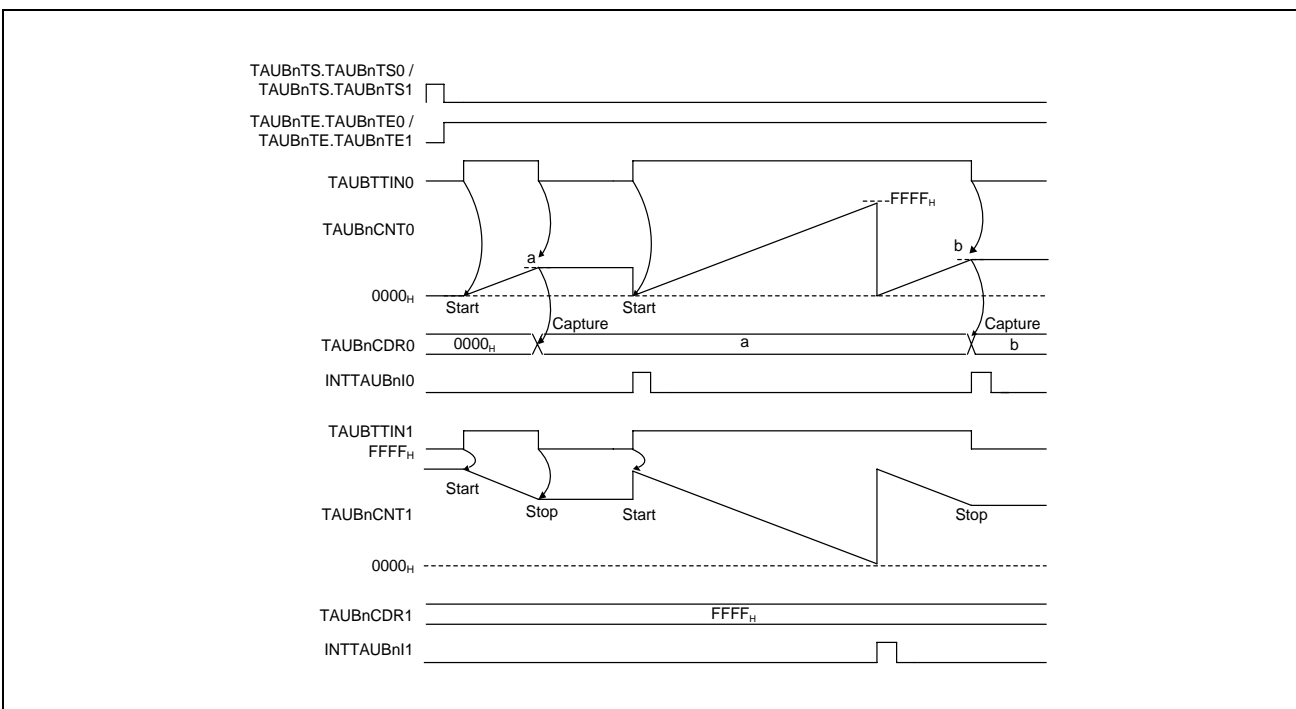 TAUBnTS.TAUBnTS0 /
TAUBnTS.TAUBnTS1
TAUBnTE.TAUBnTE0 /
TAUBnTE.TAUBnTE1
TAUBTTIN0
FFFFH
TAUBnCNT0
a
b
0000H
Start
Start
Capture
Capture
TAUBnCDR0
0000H
a
b
INTTAUBnI0
TAUBTTIN1
FFFFH
Start
TAUBnCNT1
Stop
Start
Stop
0000H
TAUBnCDR1
FFFFH
INTTAUBnI1